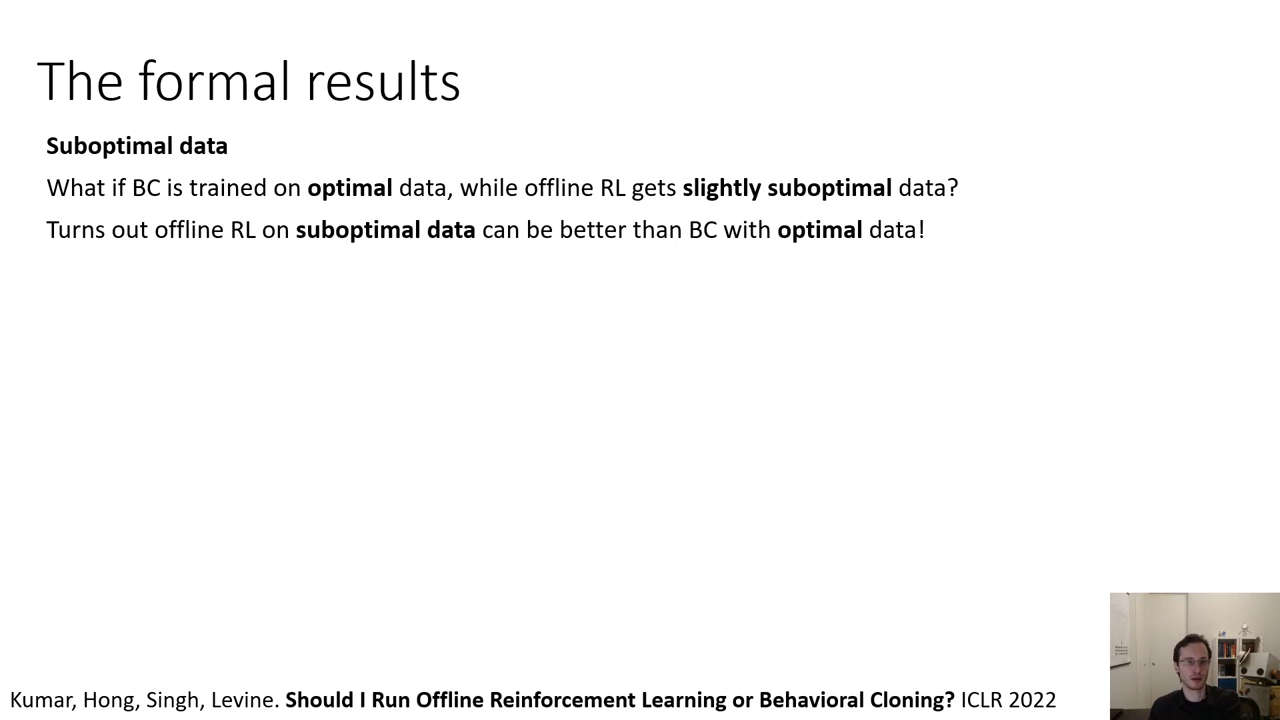 The formal results
Suboptimal data
What if BC is trained on optimal data, while offline RL gets slightly suboptimal data?
Turns out offline RL on suboptimal data can be better than BC with optimal data!
Kumar, Hong, Singh, Levine. Should I Run Offline Reinforcement Learning or Behavioral Cloning? ICLR 2022